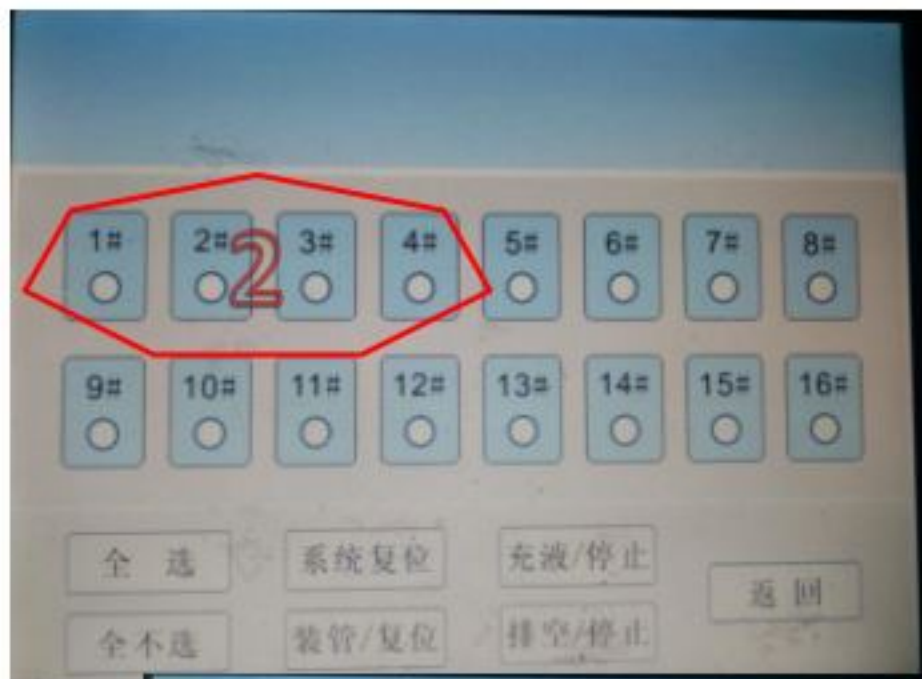 1# 2# 3# 4# 5# 6# 7# 8#
2
9# 10# 11# 12# 13# 14# 15# 16#
全 选 系统复位 充液/停止
返 回
全不选 装管/复位 排空/停止